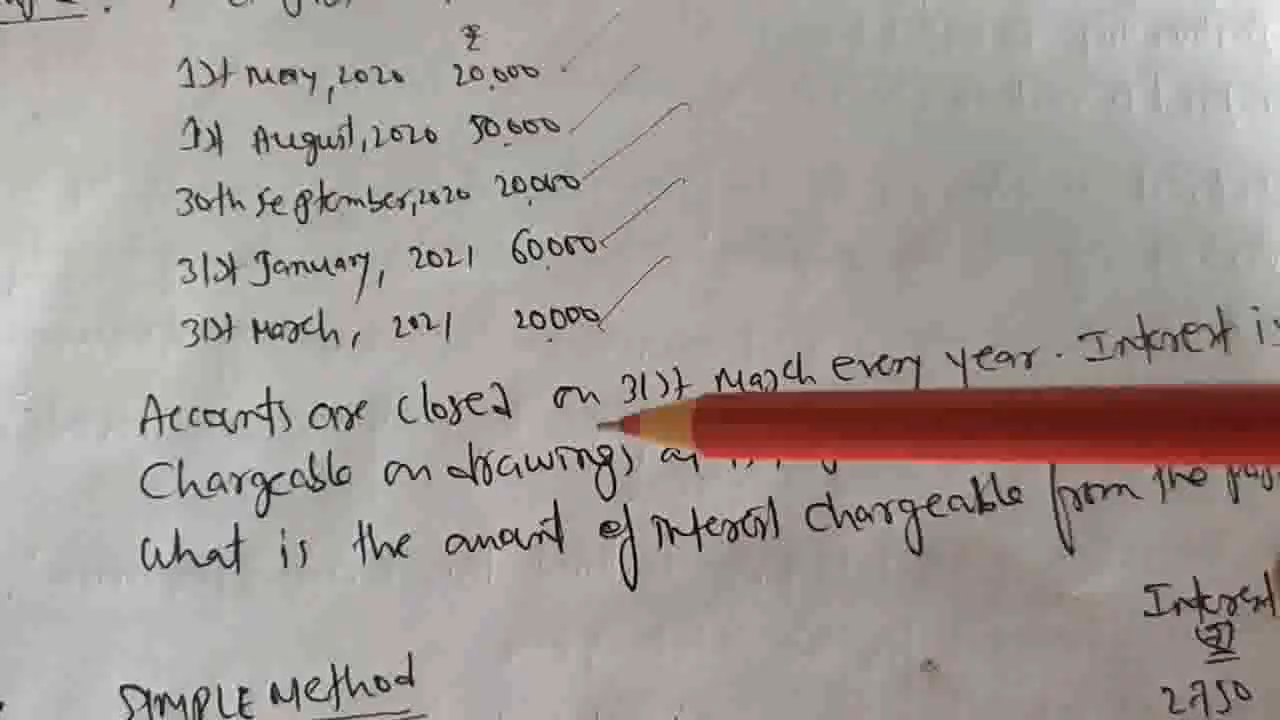 ₹
1st May, 2020 20,000
1st August, 2020 50,000
30th September, 2020 20,000
31st January, 2021 60,000
31st March, 2021 20,000
Accounts are closed on 31st March every year. Interest is
Chargeable on drawings
What is the amount of interest chargeable from the
Interest
(₹)
SIMPLE Method
2750